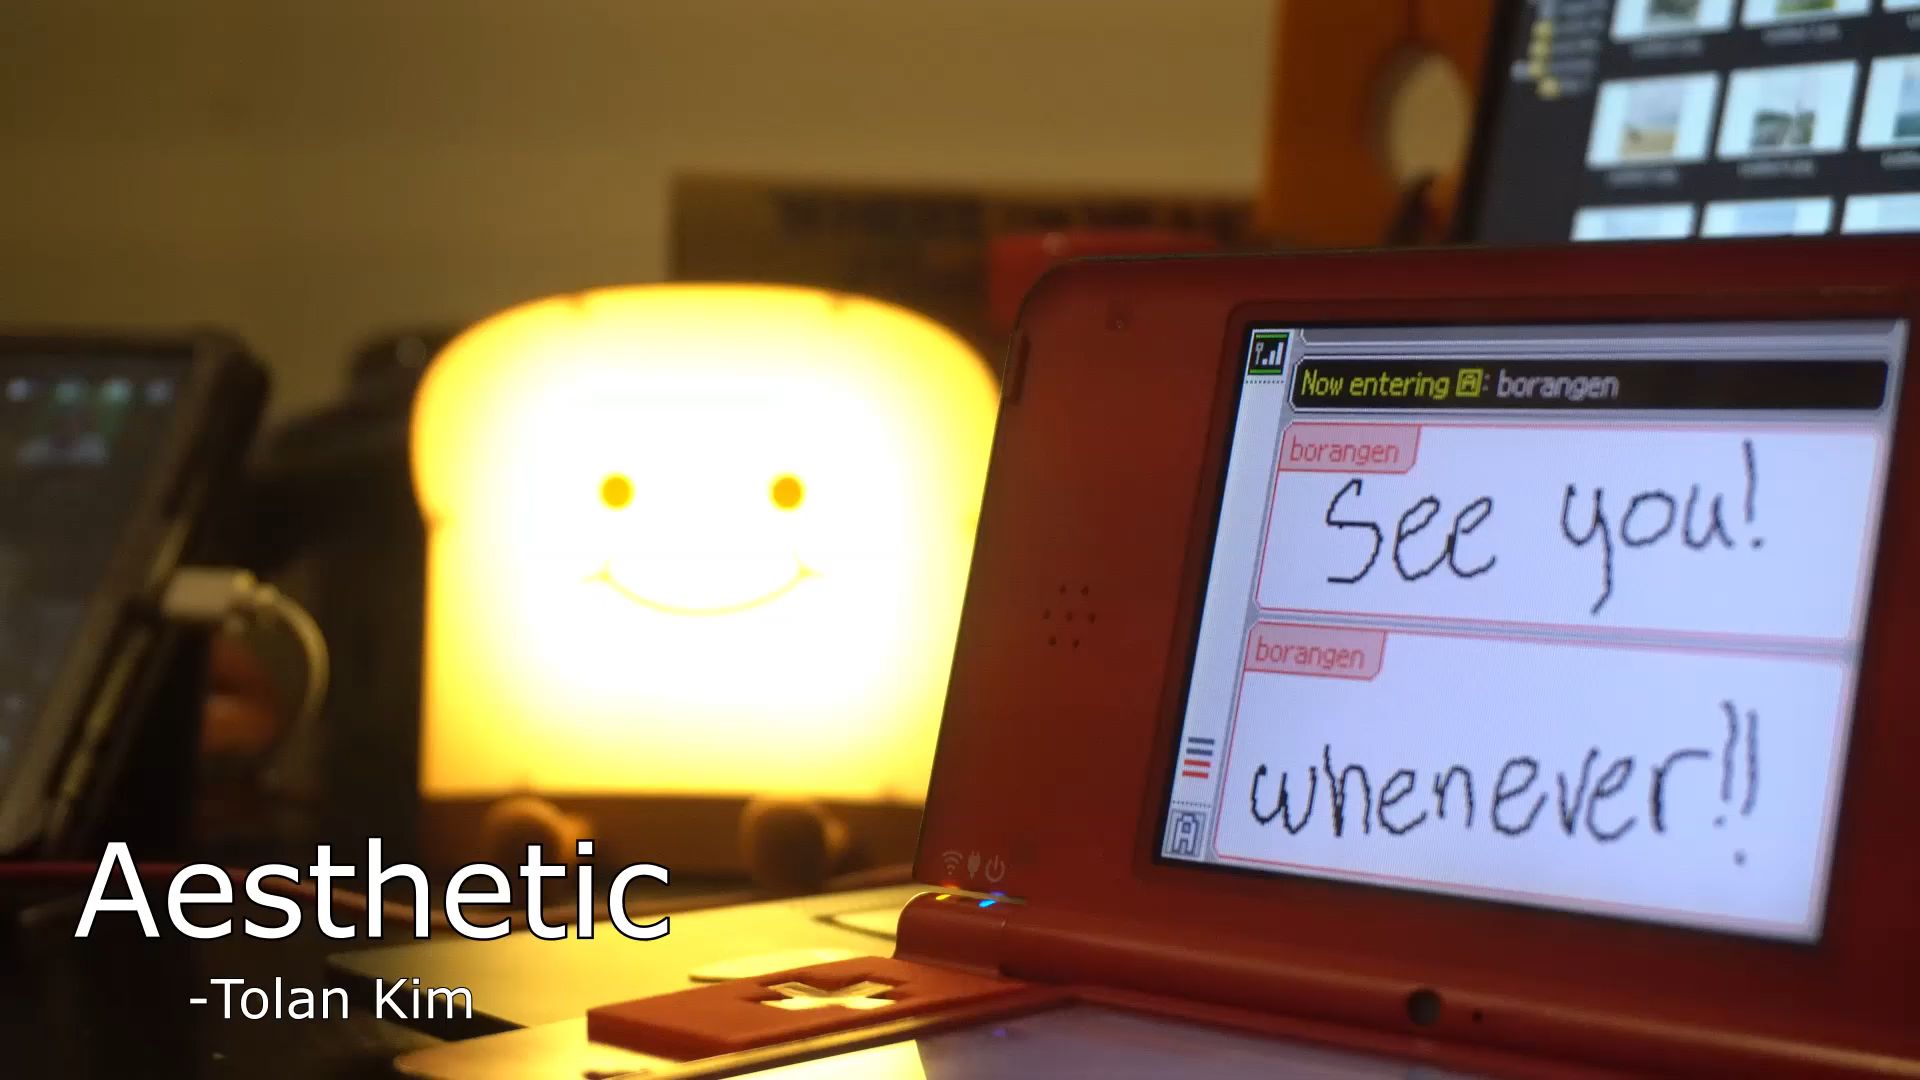 Now entering A: borangen
borangen
See you!
borangen
whenever!!
A
Aesthetic
-Tolan Kim